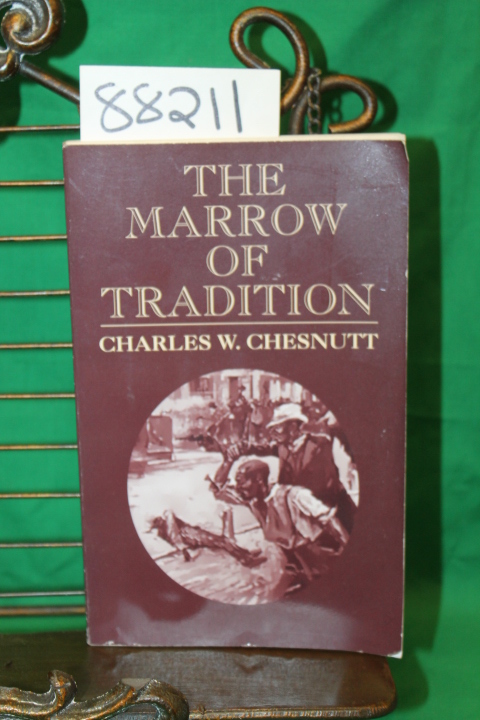 88211
THE
MARROW
OF
TRADITION
CHARLES W. CHESNUTT